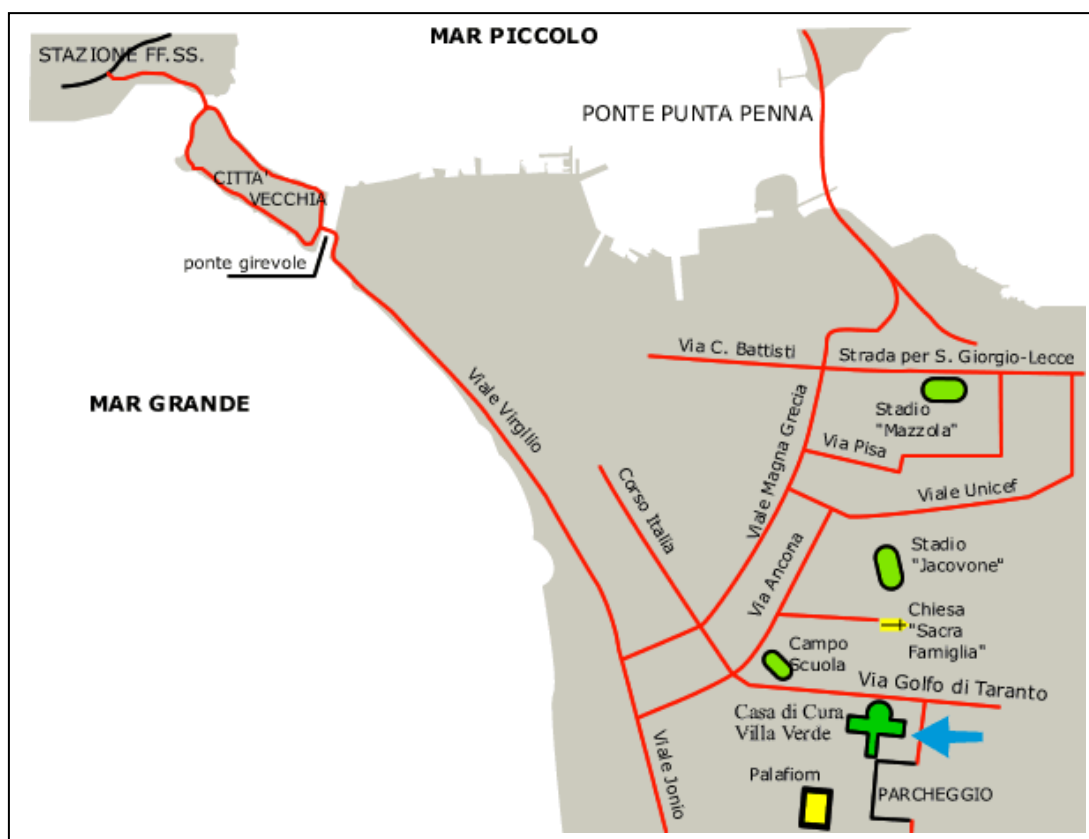 MAR PICCOLO
STAZIONE FF.SS.
PONTE PUNTA PENNA
CITTA'
VECCHIA
ponte girevole
Via C. Battisti
Strada per S. Giorgio-Lecce
MAR GRANDE
Viale Virgilio
Stadio
"Mazzola"
Viale Magna Grecia
Via Pisa
Corso Italia
Viale Unicef
Stadio
"Jacovone"
Via Ancona
Chiesa
"Sacra
Famiglia"
Campo
Scuola
Via Golfo di Taranto
Casa di Cura
Villa Verde
Viale Jonio
Palafiom
PARCHEGGIO